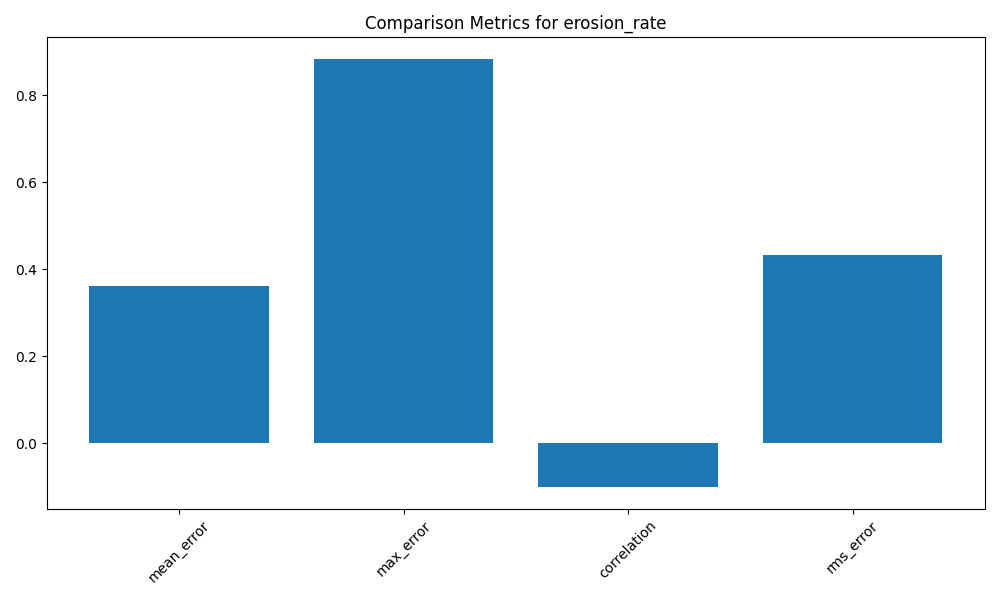 Comparison Metrics for erosion_rate
0.8
0.6
0.4
0.2
0.0
mean_error
max_error
correlation
rms_error